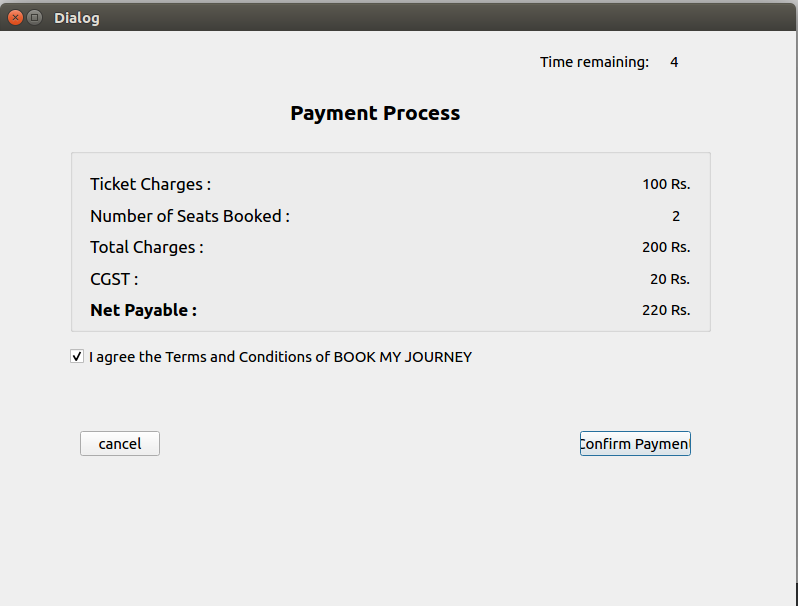 Dialog
Time remaining: 4
Payment Process
Ticket Charges : 100 Rs.
Number of Seats Booked : 2
Total Charges : 200 Rs.
CGST : 20 Rs.
Net Payable : 220 Rs.
I agree the Terms and Conditions of BOOK MY JOURNEY
cancel Confirm Payment